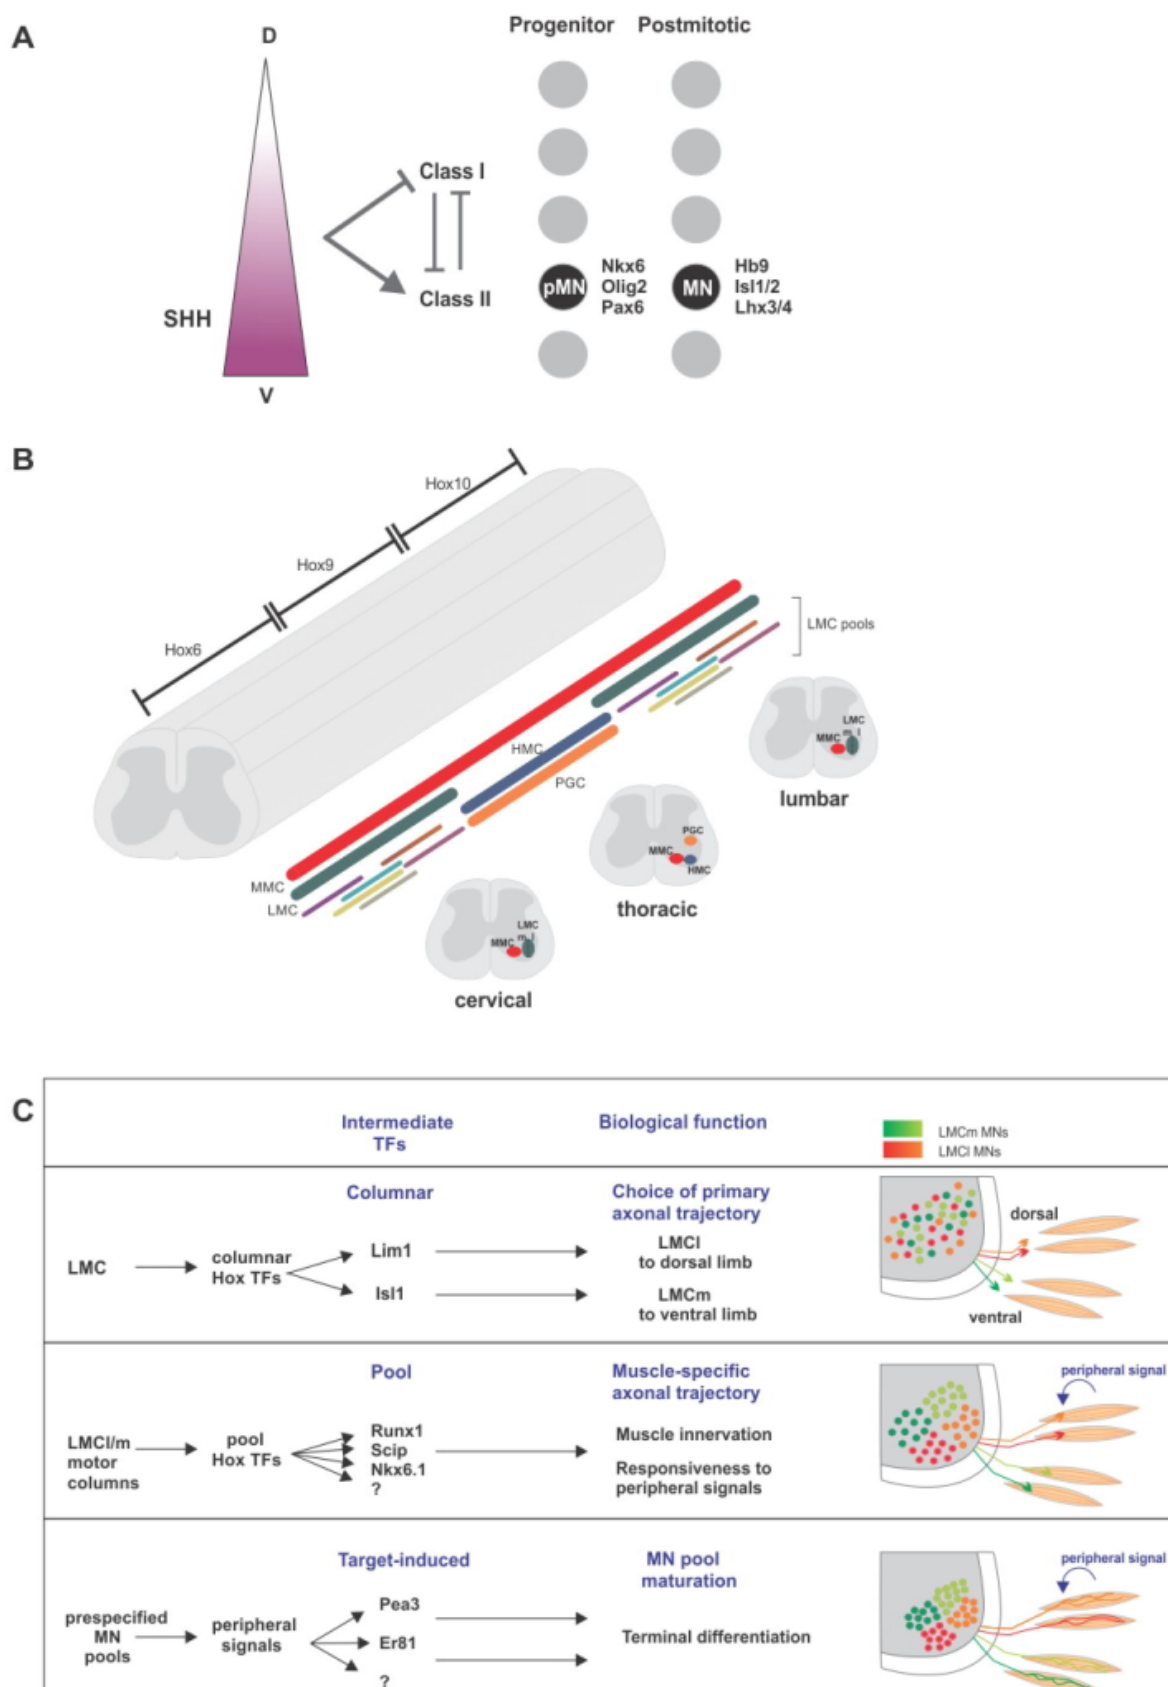 A
D
Progenitor Postmitotic
Class I
Class II
SHH
V
pMN
Nkx6
Olig2
Pax6
MN
Hb9
Isl1/2
Lhx3/4
B
Hox10
Hox9
Hox6
LMC pools
HMC
PGC
MMC
LMC
LMC
m l
MMC
lumbar
PGC
MMC
HMC
thoracic
LMC
m l
MMC
cervical
C
Intermediate
TFs
Biological function
LMCm MNs
LMCl MNs
Columnar
Choice of primary
axonal trajectory
LMC
columnar
Hox TFs
Lim1
Isl1
LMCl
to dorsal limb
LMCm
to ventral limb
dorsal
ventral
Pool
Muscle-specific
axonal trajectory
peripheral signal
LMCl/m
motor
columns
pool
Hox TFs
Runx1
Scip
Nkx6.1
?
Muscle innervation
Responsiveness to
peripheral signals
Target-induced
MN pool
maturation
peripheral signal
prespecified
MN
pools
peripheral
signals
Pea3
Er81
?
Terminal differentiation